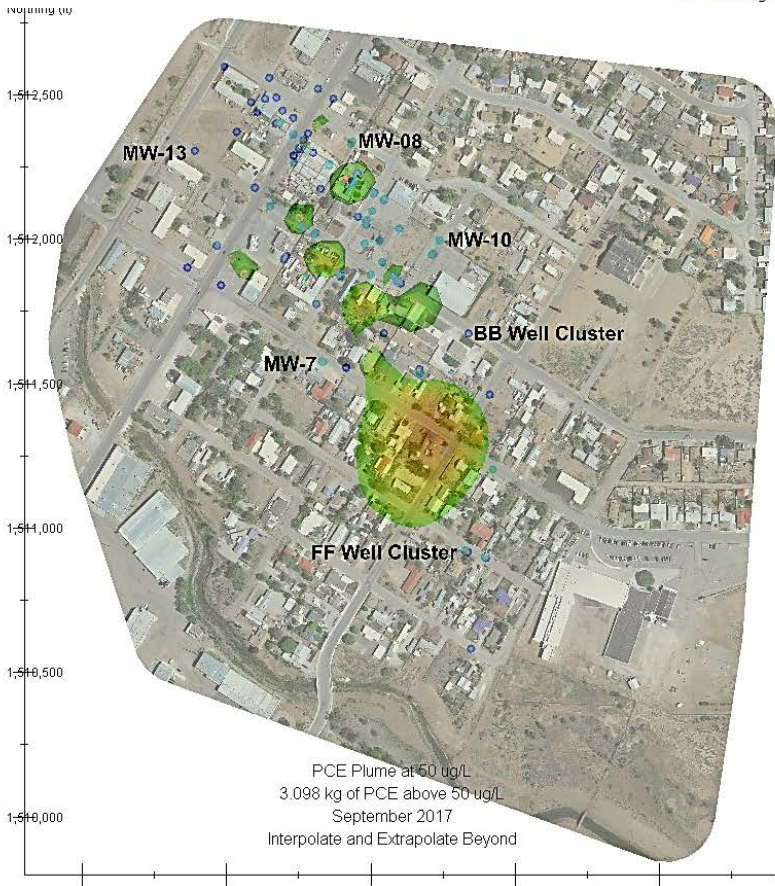 Northing (ft)
1,512,500
MW-08
MW-13
1,512,000
MW-10
BB Well Cluster
MW-7
1,511,500
1,511,000
FF Well Cluster
1,510,500
PCE Plume at 50 ug/L
3.098 kg of PCE above 50 ug/L
1,510,000
September 2017
Interpolate and Extrapolate Beyond